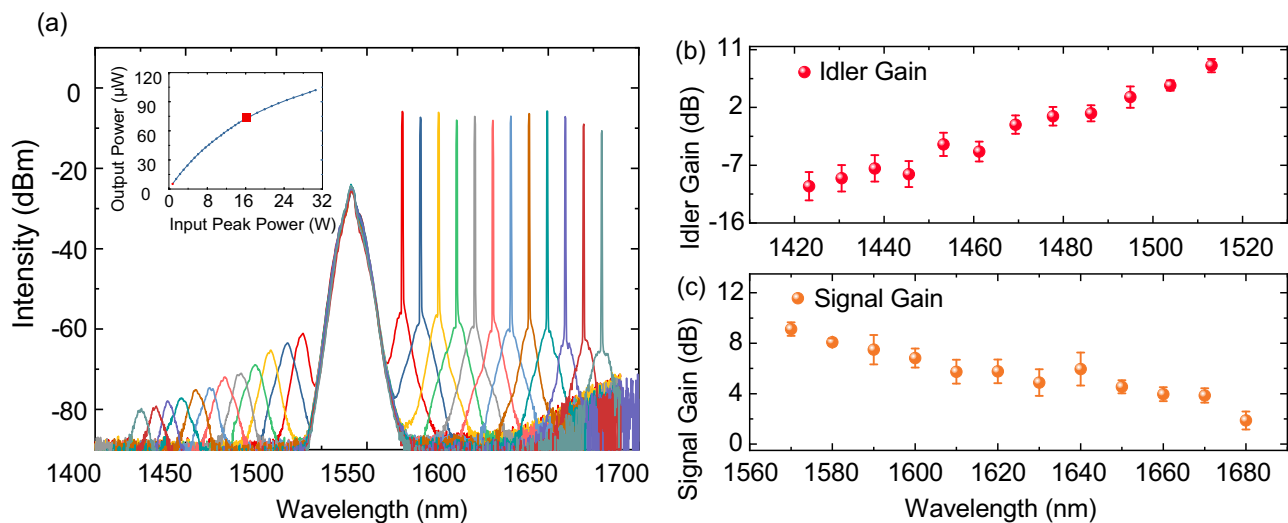 (a)
Intensity (dBm)
0
-20
-40
-60
-80
1400 1500 1550 1600 1700
Wavelength (nm)
Output Power (µW)
120
90
60
30
0
0 8 16 24 32
Input Peak Power (W)
(b)
Idler Gain
Idler Gain (dB)
11
2
-7
-16
1420 1440 1460 1480 1500 1520
(c)
Signal Gain
Signal Gain (dB)
12
8
4
0
1560 1580 1600 1620 1640 1660 1680
Wavelength (nm)